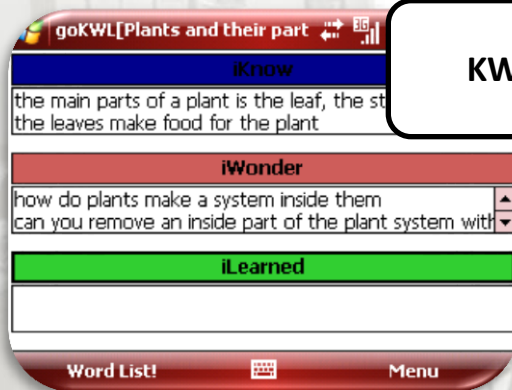 goKWL[Plants and their part
3G
KW
iKnow
the main parts of a plant is the leaf, the st
the leaves make food for the plant
iWonder
how do plants make a system inside them
can you remove an inside part of the plant system with
iLearned
Word List! Menu